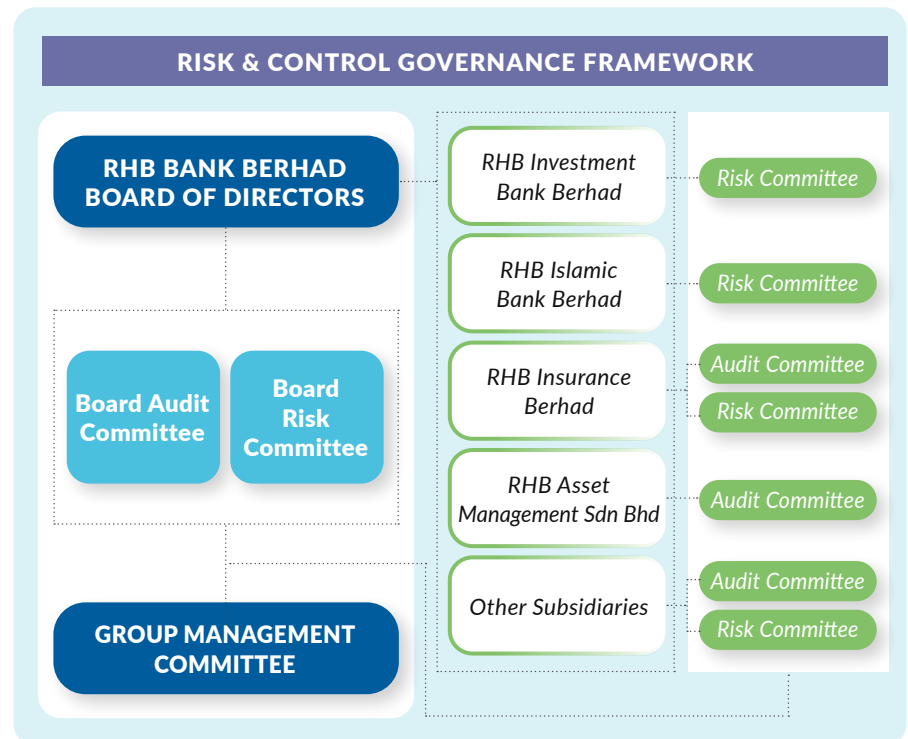 RISK & CONTROL GOVERNANCE FRAMEWORK
RHB BANK BERHAD
BOARD OF DIRECTORS
Board Audit
Committee
Board
Risk
Committee
GROUP MANAGEMENT
COMMITTEE
RHB Investment
Bank Berhad
RHB Islamic
Bank Berhad
RHB Insurance
Berhad
RHB Asset
Management Sdn Bhd
Other Subsidiaries
Risk Committee
Risk Committee
Audit Committee
Risk Committee
Audit Committee
Audit Committee
Risk Committee